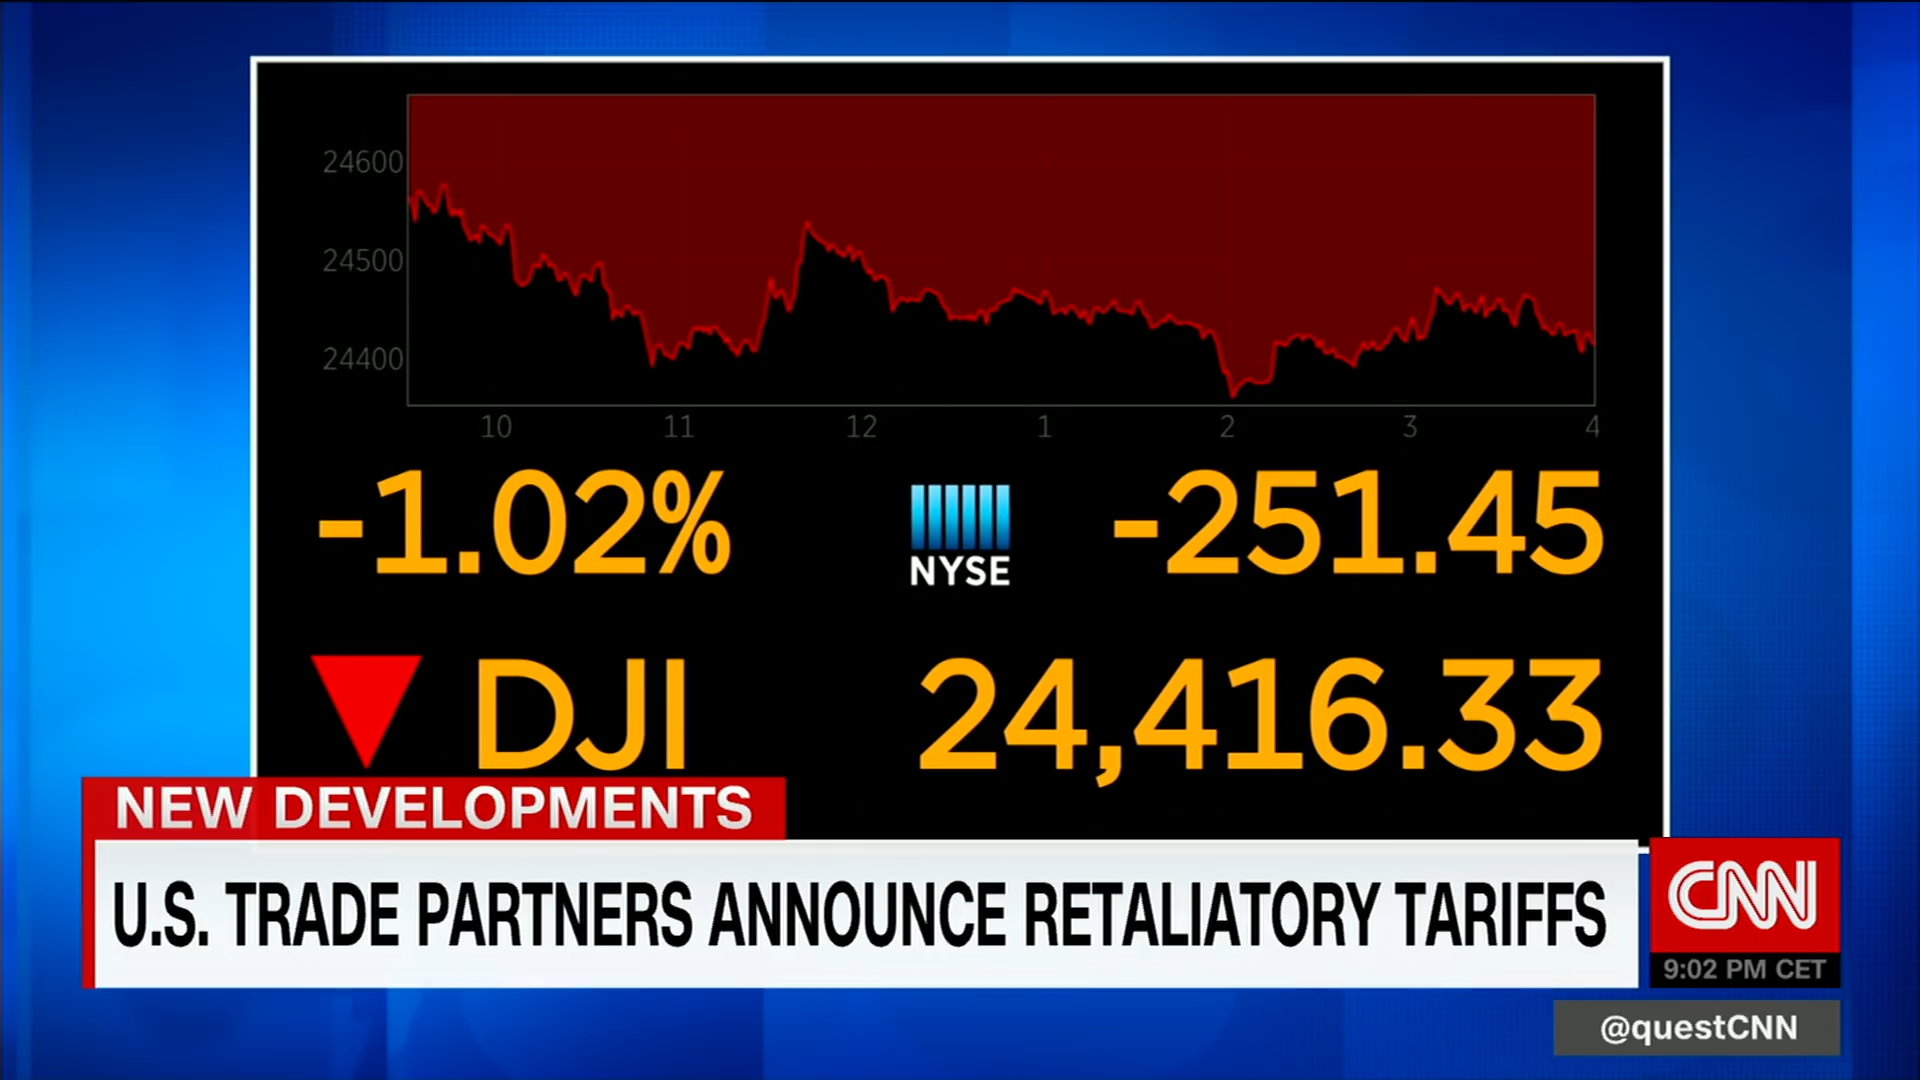 24600
24500
24400
10 11 12 1 2 3 4
-1.02% NYSE -251.45
DJI 24,416.33
NEW DEVELOPMENTS
U.S. TRADE PARTNERS ANNOUNCE RETALIATORY TARIFFS
CNN
9:02 PM CET
@questCNN